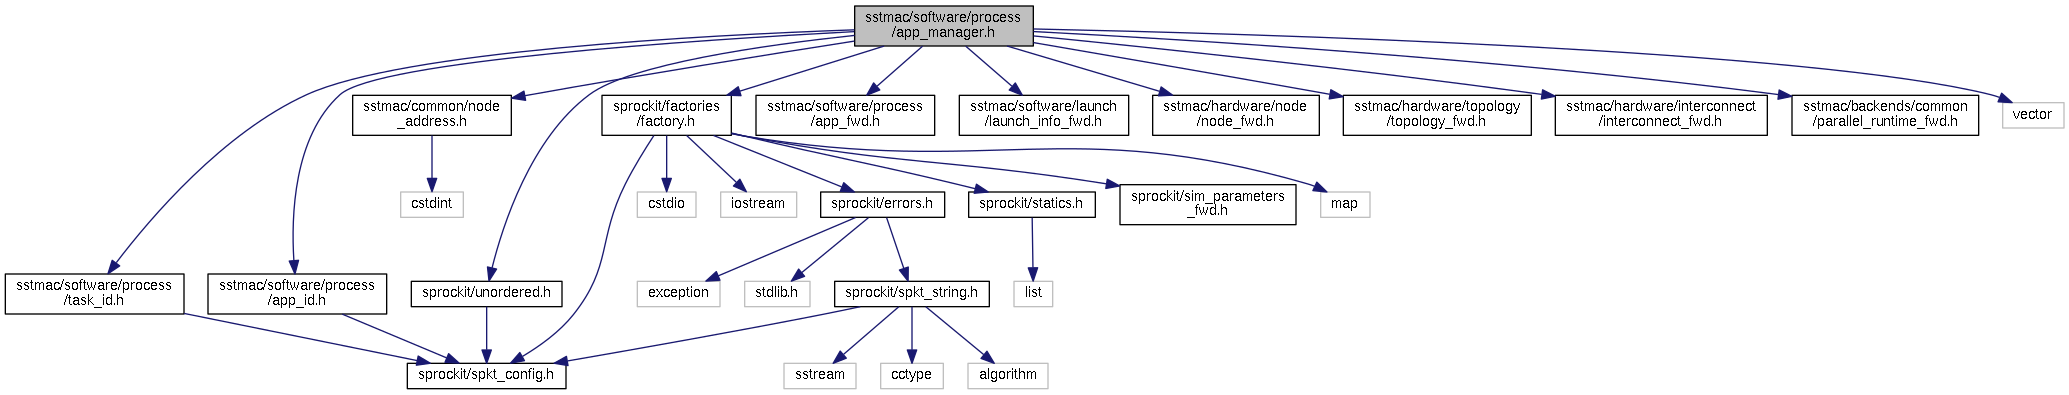 sstmac/software/process
/app_manager.h
sstmac/common/node
_address.h
sprockit/factories
/factory.h
sstmac/software/process
/app_fwd.h
sstmac/software/launch
/launch_info_fwd.h
sstmac/hardware/node
/node_fwd.h
sstmac/hardware/topology
/topology_fwd.h
sstmac/hardware/interconnect
/interconnect_fwd.h
sstmac/backends/common
/parallel_runtime_fwd.h
vector
cstdint
cstdio
iostream
sprockit/errors.h
sprockit/statics.h
sprockit/sim_parameters
_fwd.h
map
sstmac/software/process
/task_id.h
sstmac/software/process
/app_id.h
sprockit/unordered.h
exception
stdlib.h
sprockit/spkt_string.h
list
sprockit/spkt_config.h
sstream
cctype
algorithm